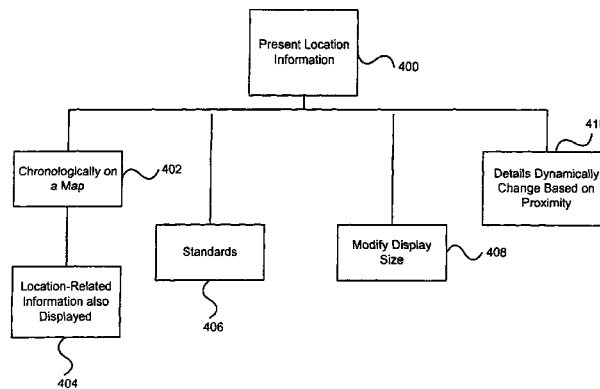 Present Location
Information
400
Chronologically on
a Map
402
Details Dynamically
Change Based on
Proximity
Standards
406
Modify Display
Size
408
Location-Related
Information also
Displayed
404